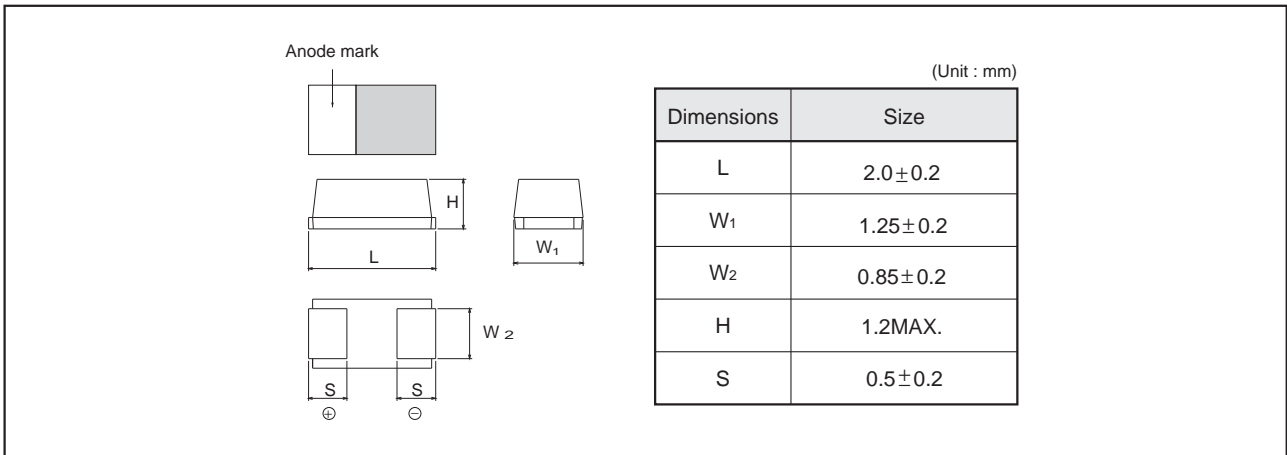 Anode mark
H
L
W₁
W ₂
S
S
⊕
⊖
(Unit : mm)
Dimensions Size
L 2.0±0.2
W₁ 1.25±0.2
W₂ 0.85±0.2
H 1.2MAX.
S 0.5±0.2